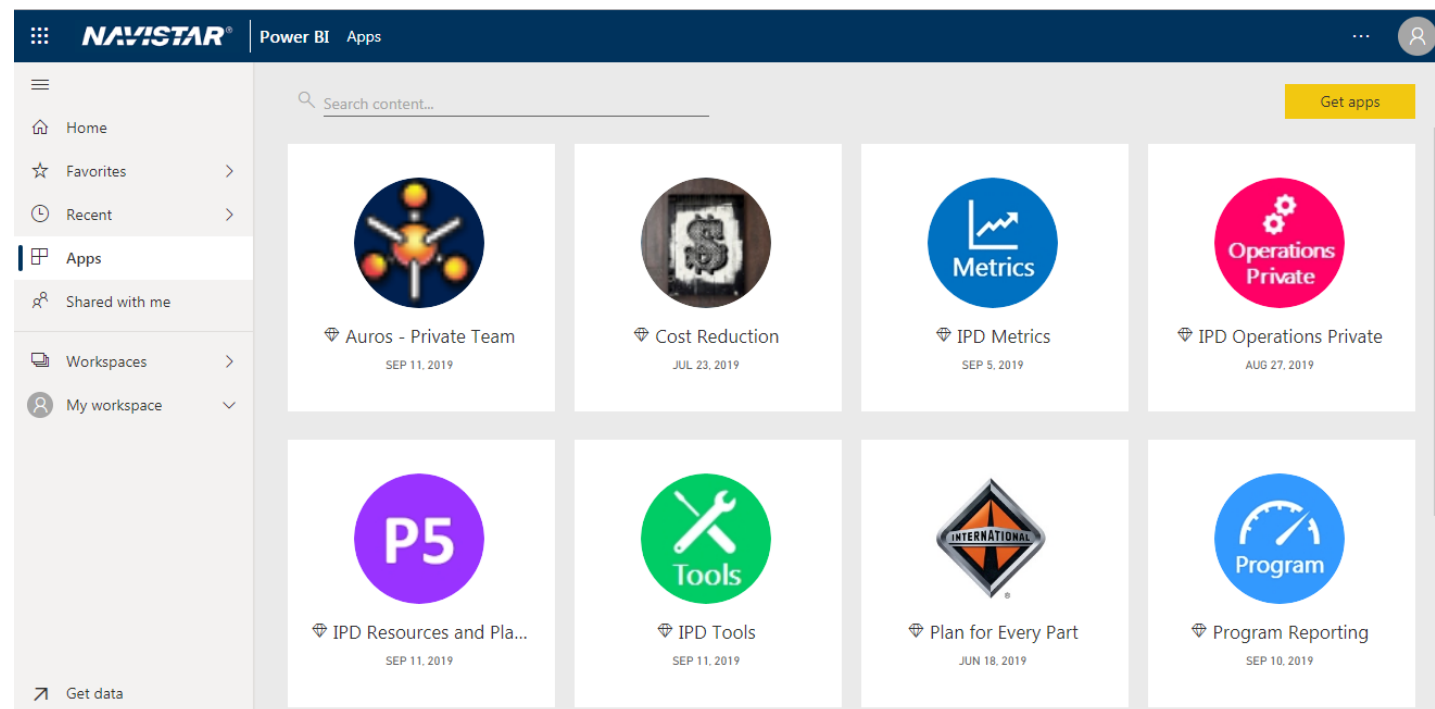 NAVISTAR® Power BI Apps ...
Search content...
Get apps
Home
Favorites
Recent
Apps
Shared with me
Workspaces
My workspace
Get data
Auros - Private Team
SEP 11, 2019
Cost Reduction
JUL 23, 2019
Metrics
IPD Metrics
SEP 5, 2019
Operations
Private
IPD Operations Private
AUG 27, 2019
P5
IPD Resources and Pla...
SEP 11, 2019
Tools
IPD Tools
SEP 11, 2019
INTERNATIONAL
®
Plan for Every Part
JUN 18, 2019
Program
Program Reporting
SEP 10, 2019